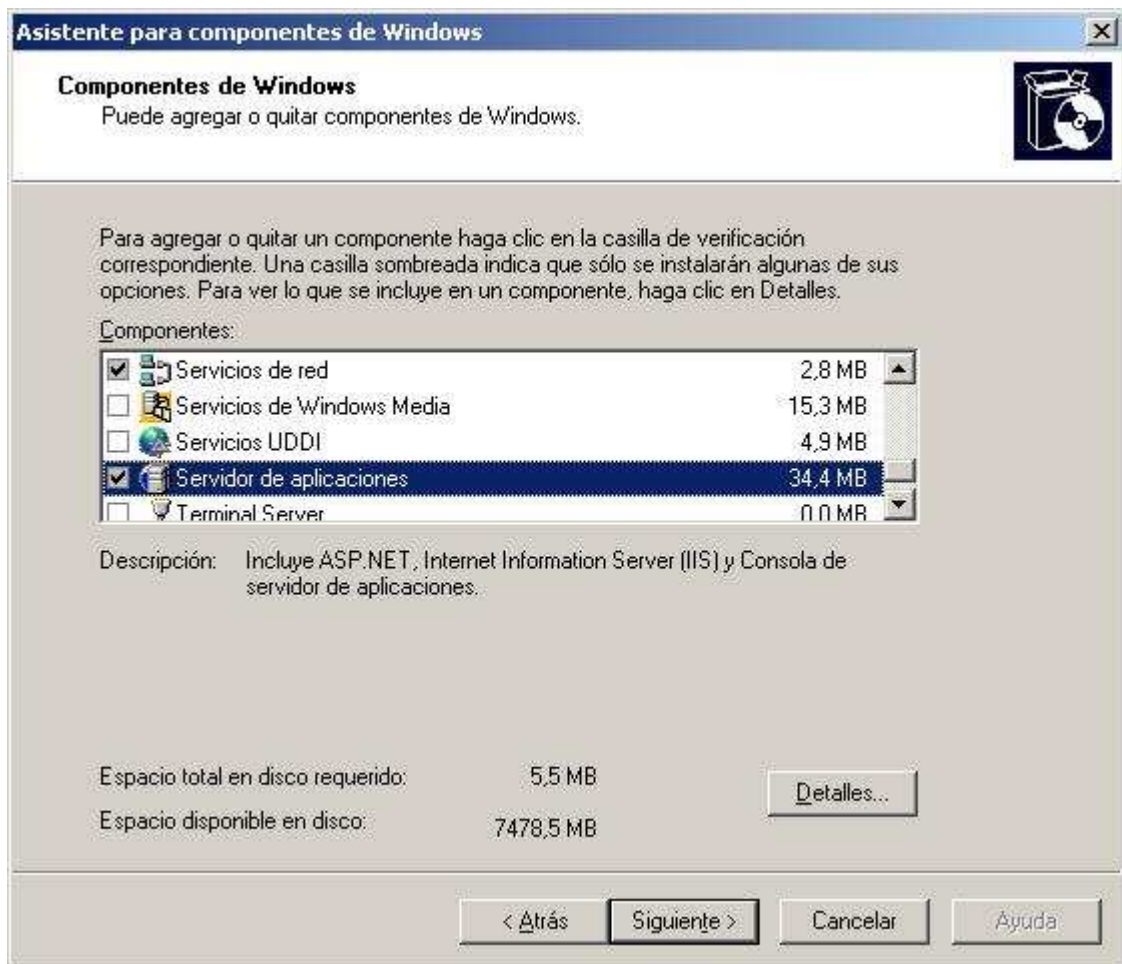 Asistente para componentes de Windows
Componentes de Windows
Puede agregar o quitar componentes de Windows.
Para agregar o quitar un componente haga clic en la casilla de verificación
correspondiente. Una casilla sombreada indica que sólo se instalarán algunas de sus
opciones. Para ver lo que se incluye en un componente, haga clic en Detalles.
Componentes:
Servicios de red 2,8 MB
Servicios de Windows Media 15,3 MB
Servicios UDDI 4,9 MB
Servidor de aplicaciones 34,4 MB
Terminal Server 0,0 MB
Descripción: Incluye ASP.NET, Internet Information Server (IIS) y Consola de
servidor de aplicaciones.
Espacio total en disco requerido: 5,5 MB
Detalles...
Espacio disponible en disco: 7478,5 MB
< Atrás Siguiente > Cancelar Ayuda